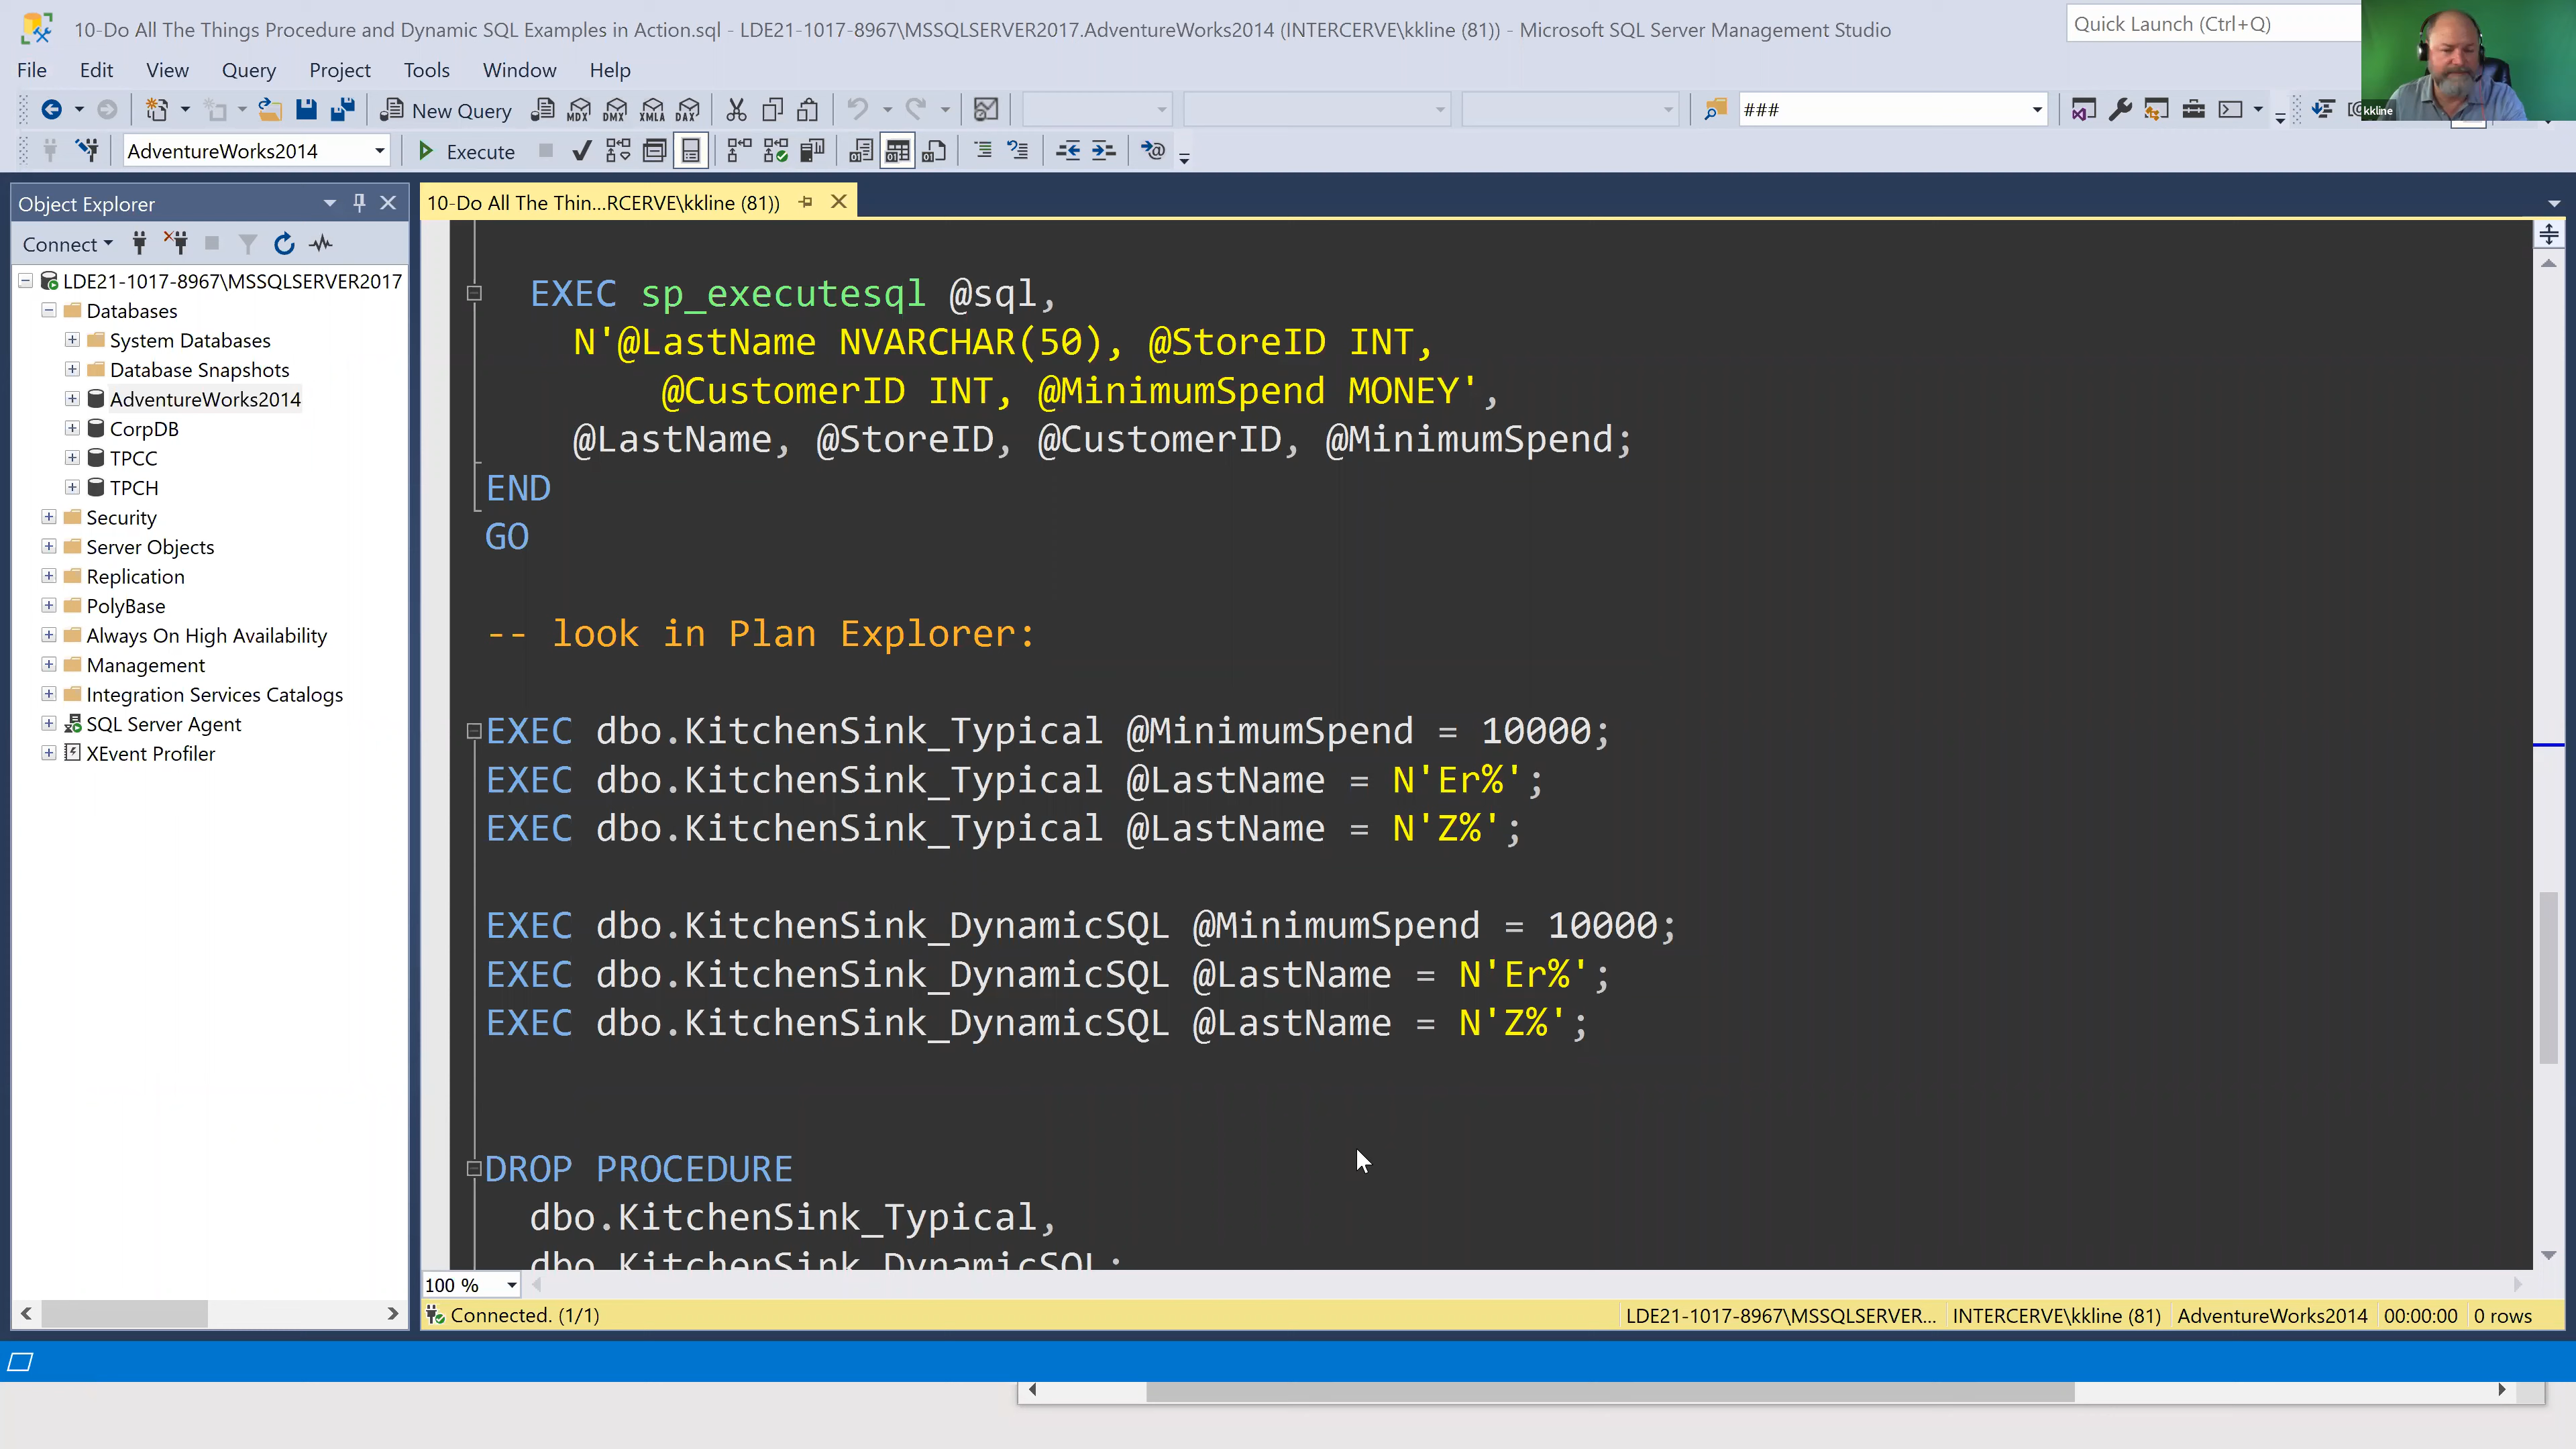 10-Do All The Things Procedure and Dynamic SQL Examples in Action.sql - LDE21-1017-8967\MSSQLSERVER2017.AdventureWorks2014 (INTERCERVE\kkline (81)) - Microsoft SQL Server Management Studio
Quick Launch (Ctrl+Q)
File Edit View Query Project Tools Window Help
New Query MDX DMX XMLA DAX ###
kkline
AdventureWorks2014 Execute
Object Explorer
10-Do All The Thin...RCERVE\kkline (81))
Connect
LDE21-1017-8967\MSSQLSERVER2017
Databases
System Databases
Database Snapshots
AdventureWorks2014
CorpDB
TPCC
TPCH
Security
Server Objects
Replication
PolyBase
Always On High Availability
Management
Integration Services Catalogs
SQL Server Agent
XEvent Profiler
EXEC sp_executesql @sql,
N'@LastName NVARCHAR(50), @StoreID INT,
@CustomerID INT, @MinimumSpend MONEY',
@LastName, @StoreID, @CustomerID, @MinimumSpend;
END
GO
-- look in Plan Explorer:
EXEC dbo.KitchenSink_Typical @MinimumSpend = 10000;
EXEC dbo.KitchenSink_Typical @LastName = N'Er%';
EXEC dbo.KitchenSink_Typical @LastName = N'Z%';
EXEC dbo.KitchenSink_DynamicSQL @MinimumSpend = 10000;
EXEC dbo.KitchenSink_DynamicSQL @LastName = N'Er%';
EXEC dbo.KitchenSink_DynamicSQL @LastName = N'Z%';
DROP PROCEDURE
dbo.KitchenSink_Typical,
dbo.KitchenSink_DynamicSQL;
100 %
Connected. (1/1) LDE21-1017-8967\MSSQLSERVER... INTERCERVE\kkline (81) AdventureWorks2014 00:00:00 0 rows